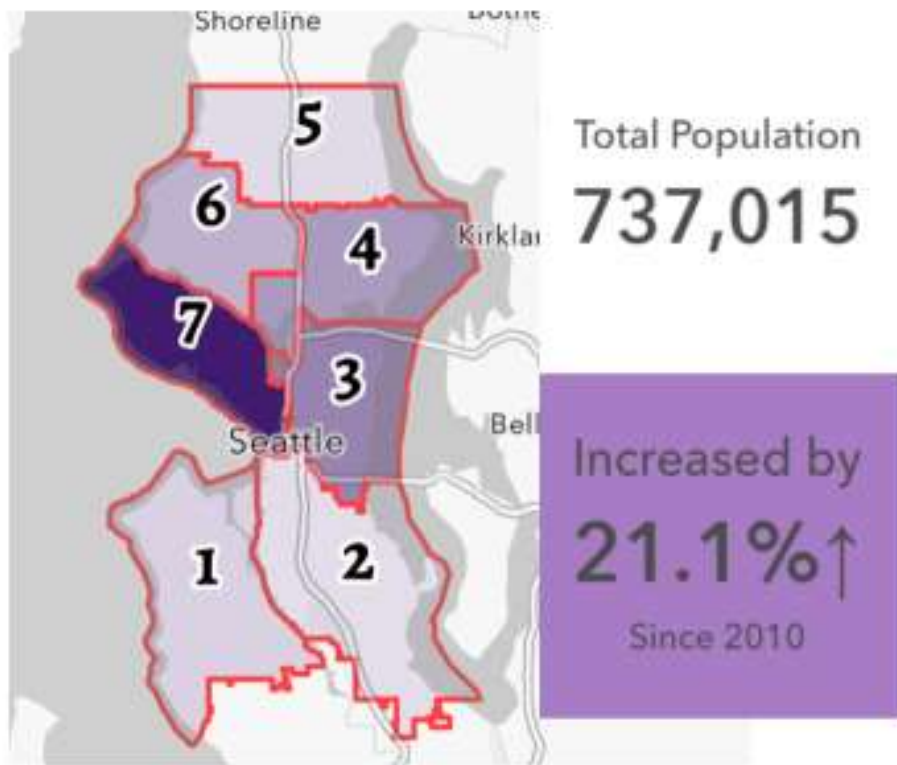 Shoreline
5
6
4
Kirklan
7
3
Seattle
Bell
1
2
Total Population
737,015
Increased by
21.1%↑
Since 2010